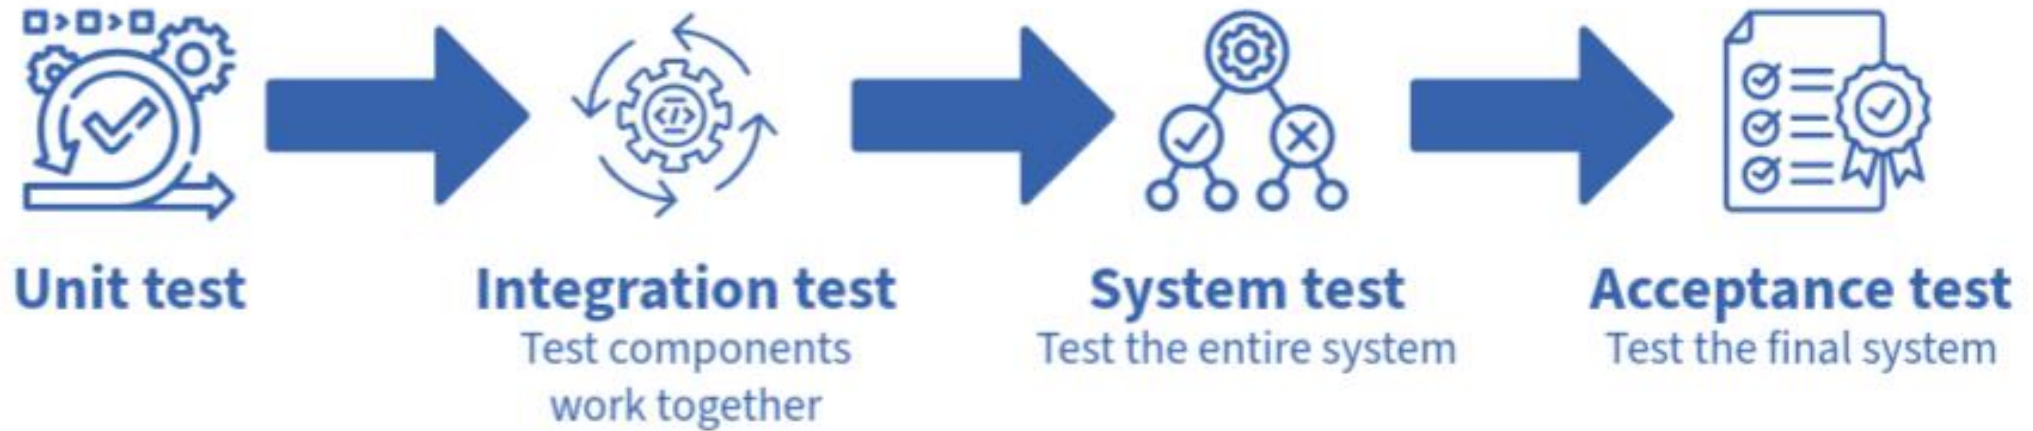 Unit test
Integration test
Test components
work together
System test
Test the entire system
Acceptance test
Test the final system